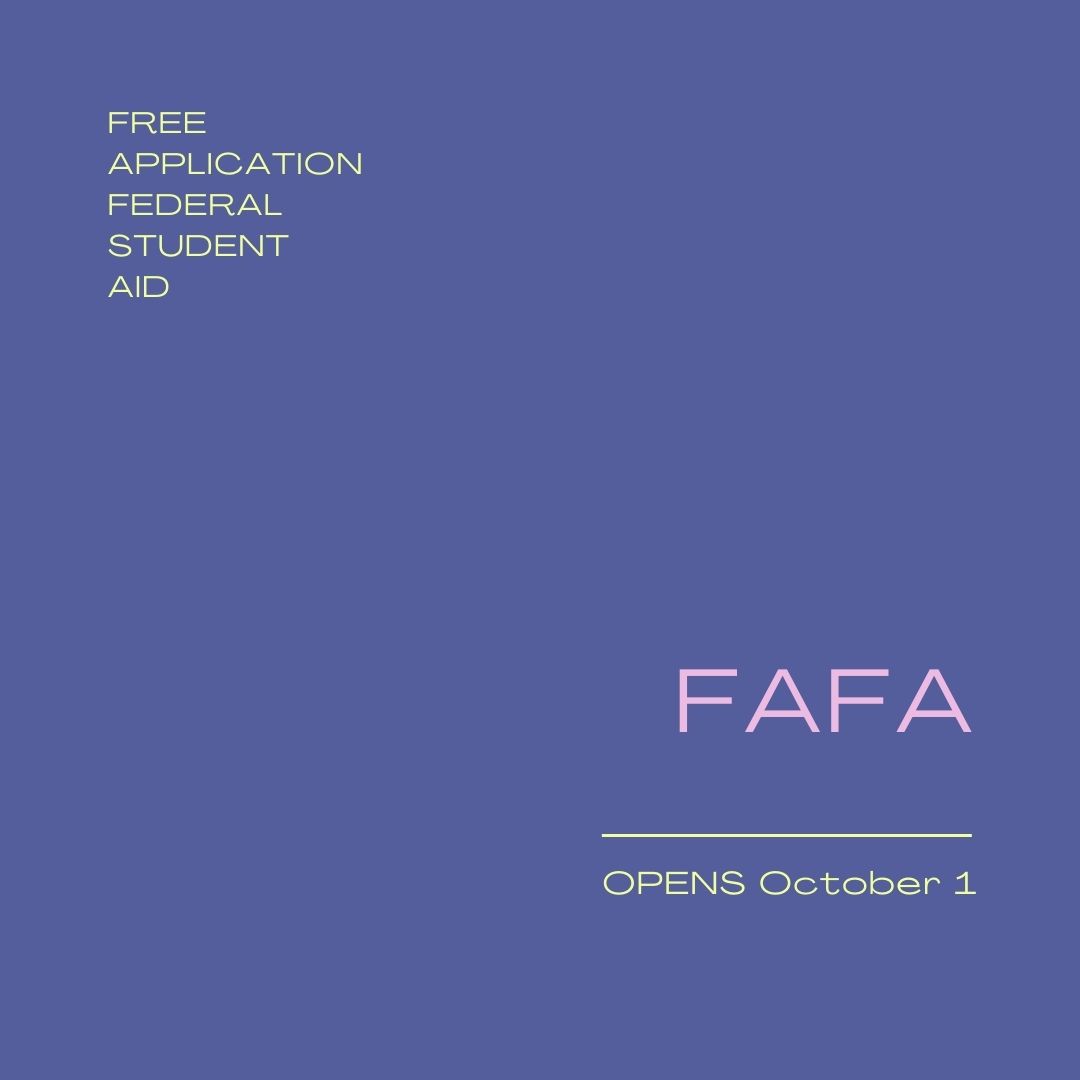 FREE
APPLICATION
FEDERAL
STUDENT
AID
FAFA
OPENS October 1